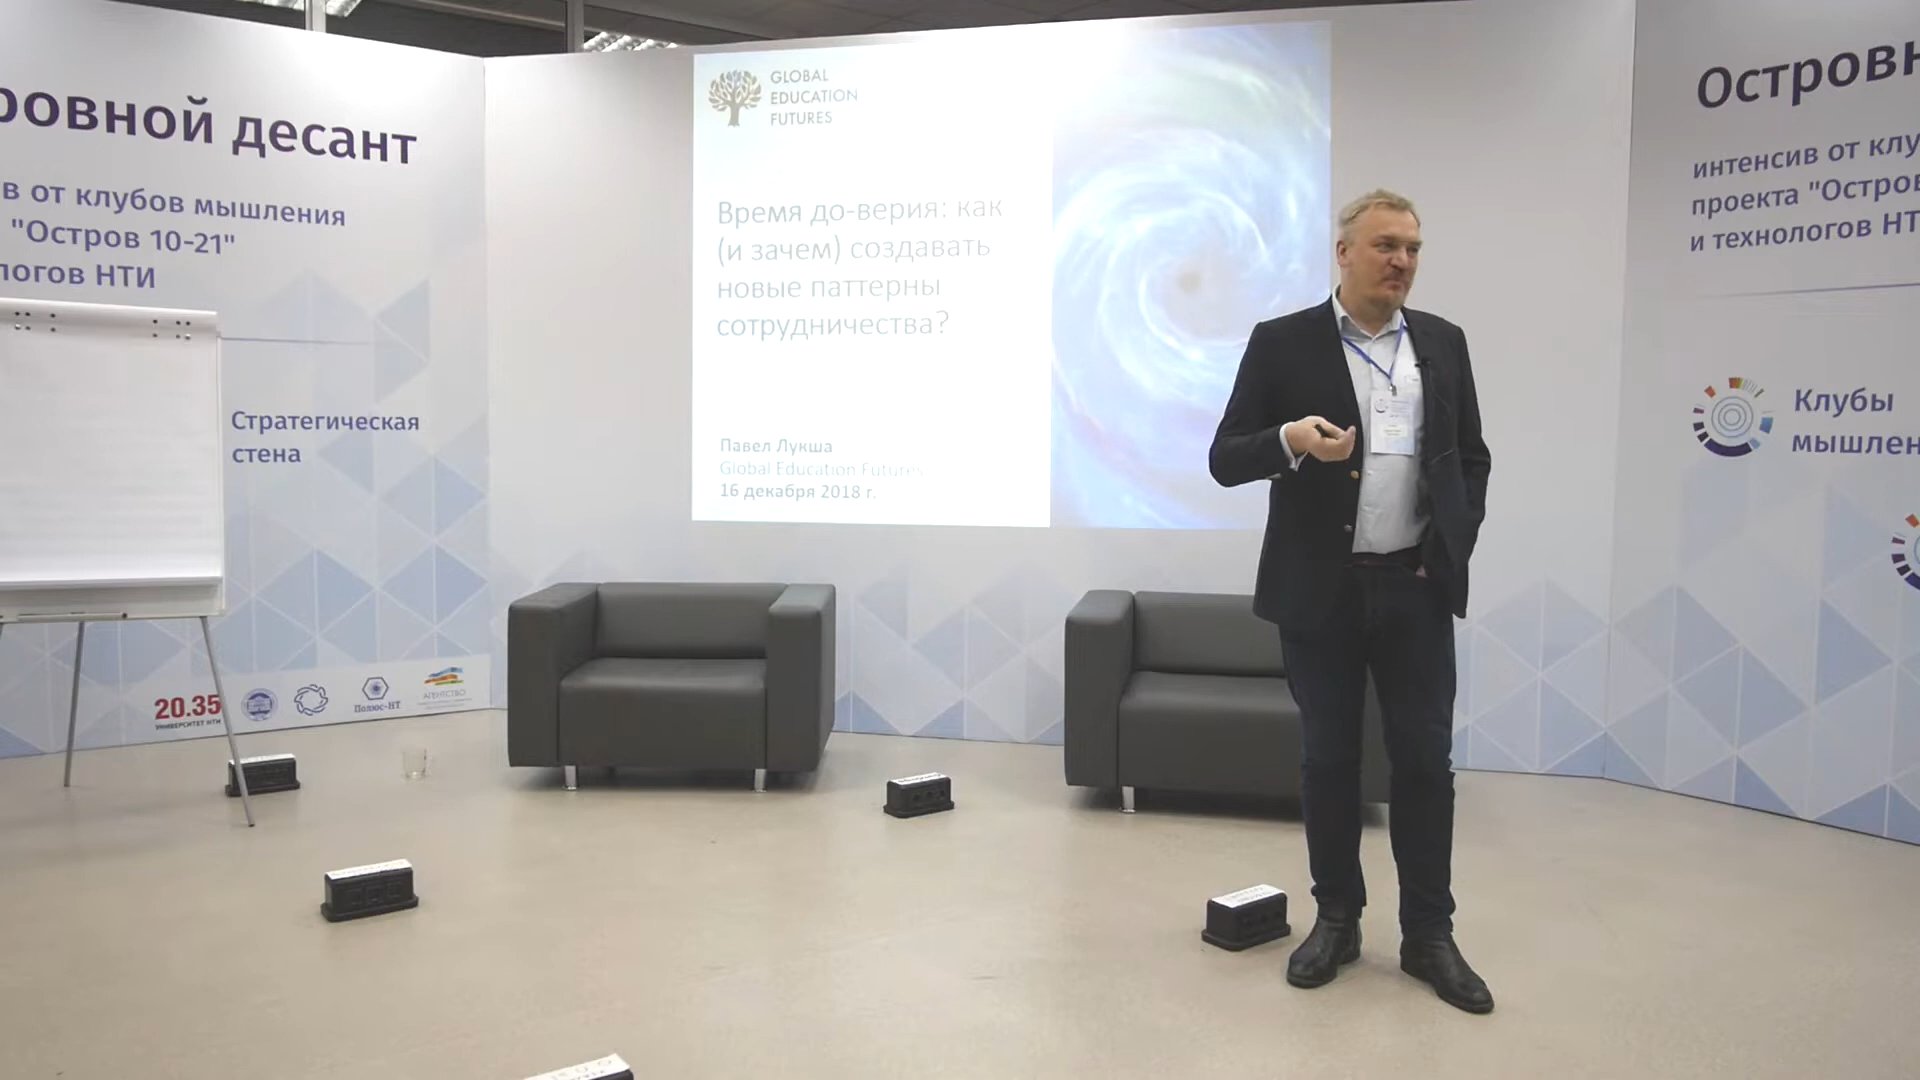 ровной десант
в от клубов мышления
"Остров 10-21"
логов НТИ
Стратегическая
стена
20.35
УНИВЕРСИТЕТ НТИ
Полюс-НТ
АГЕНТСТВО
GLOBAL
EDUCATION
FUTURES
Время до-верия: как
(и зачем) создавать
новые паттерны
сотрудничества?
Павел Лукша
Global Education Futures
16 декабря 2018 г.
Островн
интенсив от клу
проекта "Остров
и технологов НТ
Клубы
мышлен